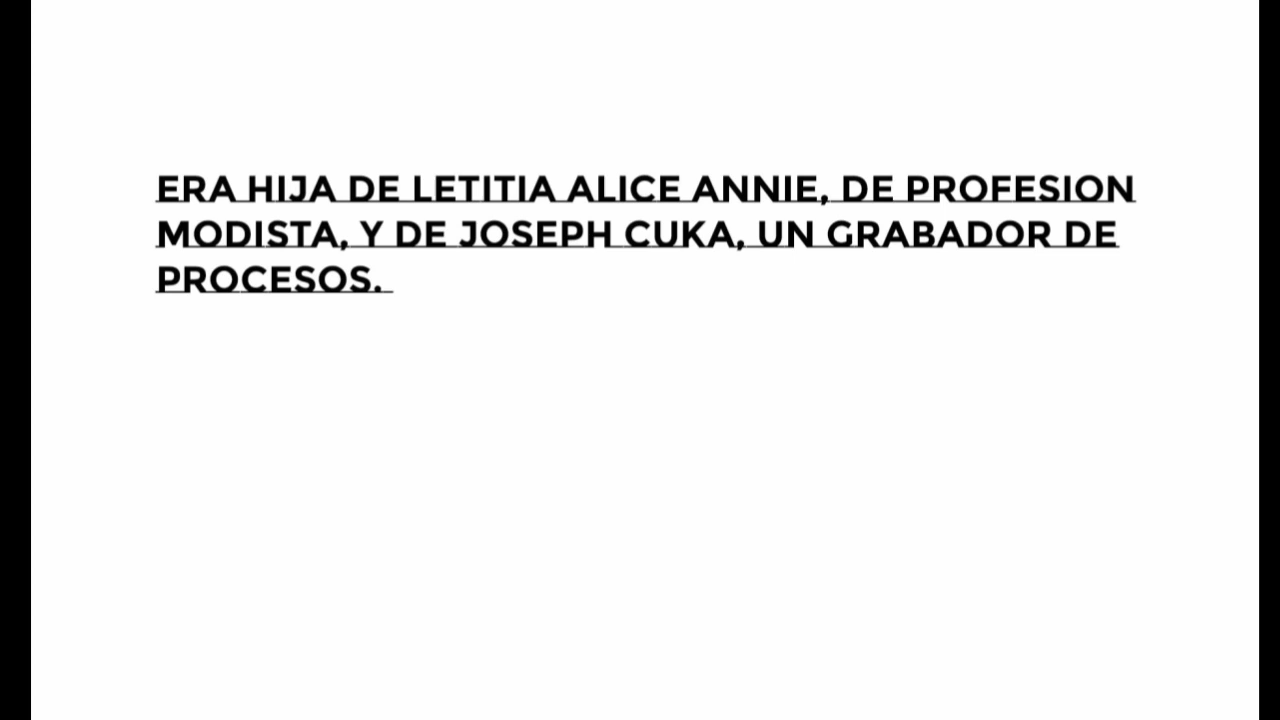 ERA HIJA DE LETITIA ALICE ANNIE, DE PROFESION
MODISTA, Y DE JOSEPH CUKA, UN GRABADOR DE
PROCESOS.